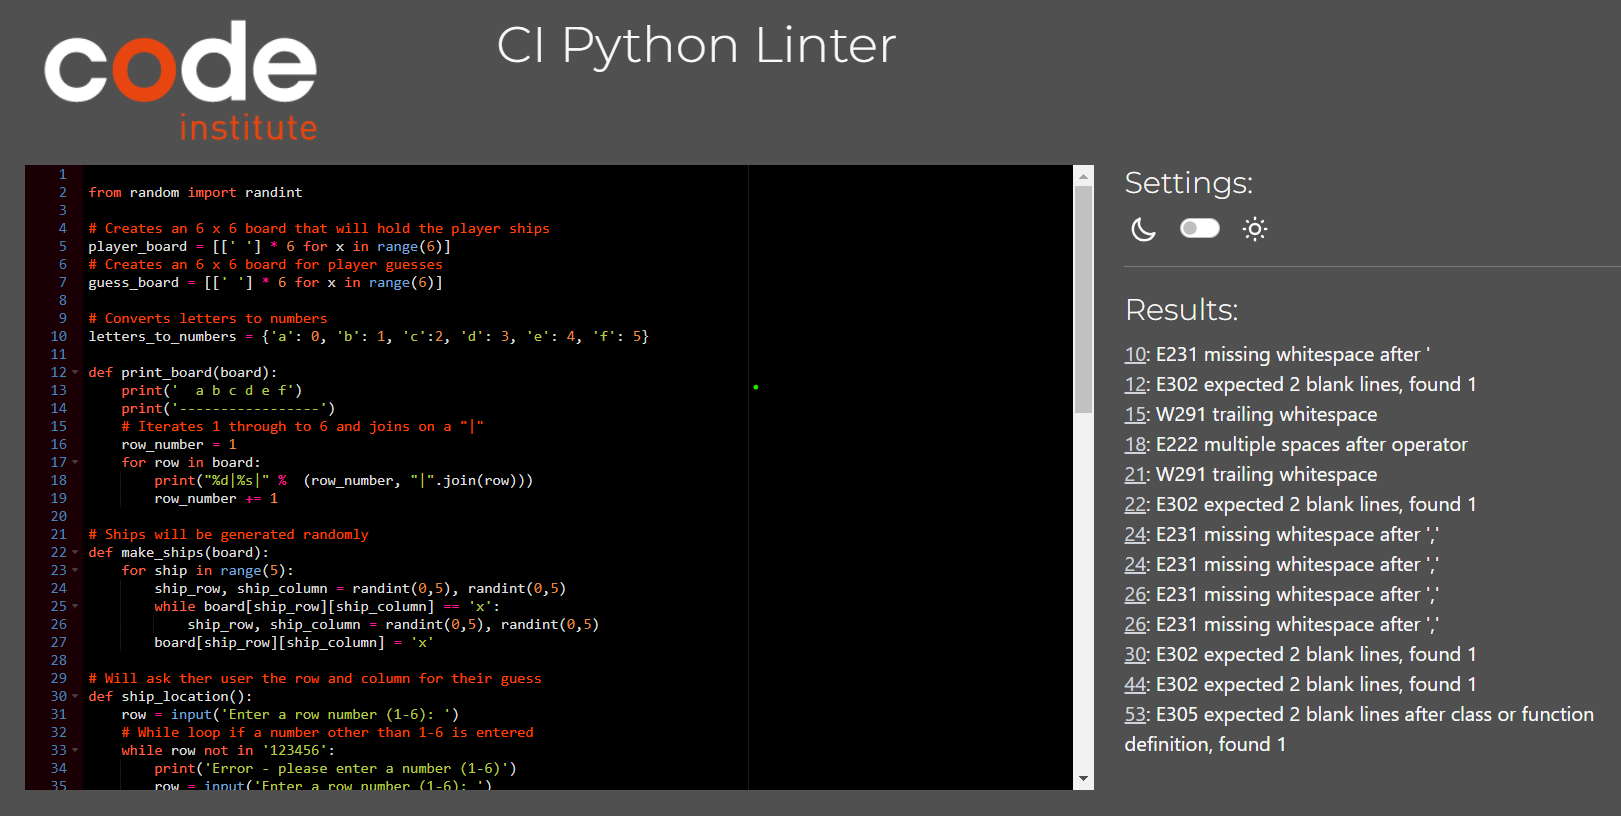 code
institute
CI Python Linter
1
2 from random import randint
3
4 # Creates an 6 x 6 board that will hold the player ships
5 player_board = [[' '] * 6 for x in range(6)]
6 # Creates an 6 x 6 board for player guesses
7 guess_board = [[' '] * 6 for x in range(6)]
8
9 # Converts letters to numbers
10 letters_to_numbers = {'a': 0, 'b': 1, 'c':2, 'd': 3, 'e': 4, 'f': 5}
11
12 def print_board(board):
13     print('  a b c d e f')
14     print('-----------------')
15     # Iterates 1 through to 6 and joins on a "|"
16     row_number = 1
17     for row in board:
18         print("%d|%s|" %  (row_number, "|".join(row)))
19         row_number += 1
20
21 # Ships will be generated randomly
22 def make_ships(board):
23     for ship in range(5):
24         ship_row, ship_column = randint(0,5), randint(0,5)
25         while board[ship_row][ship_column] == 'x':
26             ship_row, ship_column = randint(0,5), randint(0,5)
27         board[ship_row][ship_column] = 'x'
28
29 # Will ask ther user the row and column for their guess
30 def ship_location():
31     row = input('Enter a row number (1-6): ')
32     # While loop if a number other than 1-6 is entered
33     while row not in '123456':
34         print('Error - please enter a number (1-6)')
35         row = input('Enter a row number (1-6): ')
Settings:
Results:
10: E231 missing whitespace after '
12: E302 expected 2 blank lines, found 1
15: W291 trailing whitespace
18: E222 multiple spaces after operator
21: W291 trailing whitespace
22: E302 expected 2 blank lines, found 1
24: E231 missing whitespace after ','
24: E231 missing whitespace after ','
26: E231 missing whitespace after ','
26: E231 missing whitespace after ','
30: E302 expected 2 blank lines, found 1
44: E302 expected 2 blank lines, found 1
53: E305 expected 2 blank lines after class or function
definition, found 1